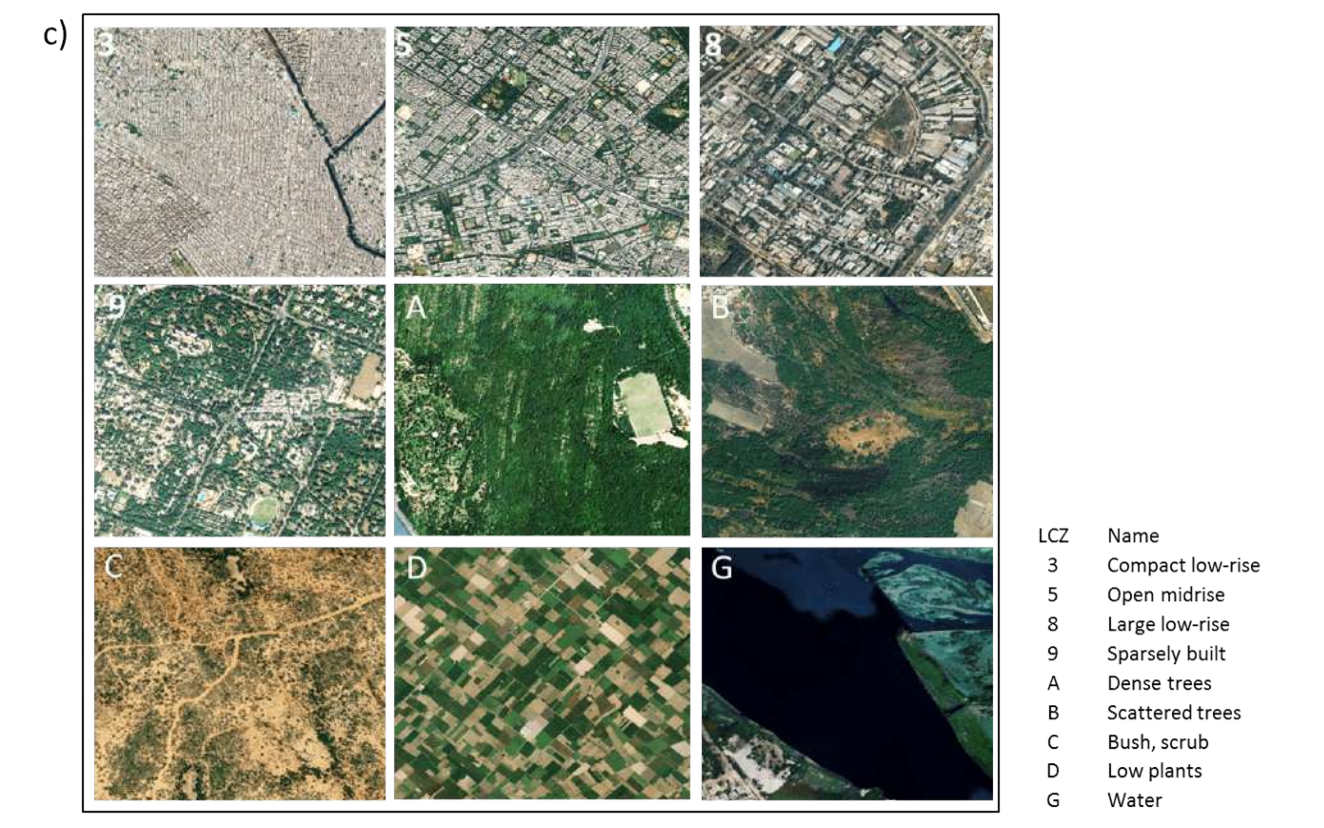 c)
3
5
8
9
A
B
C
D
G
LCZ Name
3 Compact low-rise
5 Open midrise
8 Large low-rise
9 Sparsely built
A Dense trees
B Scattered trees
C Bush, scrub
D Low plants
G Water